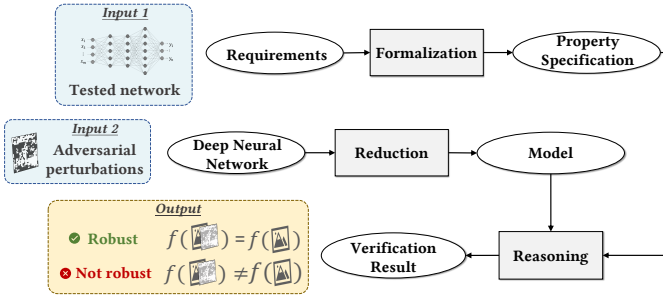 Input 1
Tested network
Requirements
Formalization
Property
Specification
Input 2
Adversarial
perturbations
Deep Neural
Network
Reduction
Model
Output
Robust f( ) = f( )
Not robust f( ) ≠ f( )
Verification
Result
Reasoning